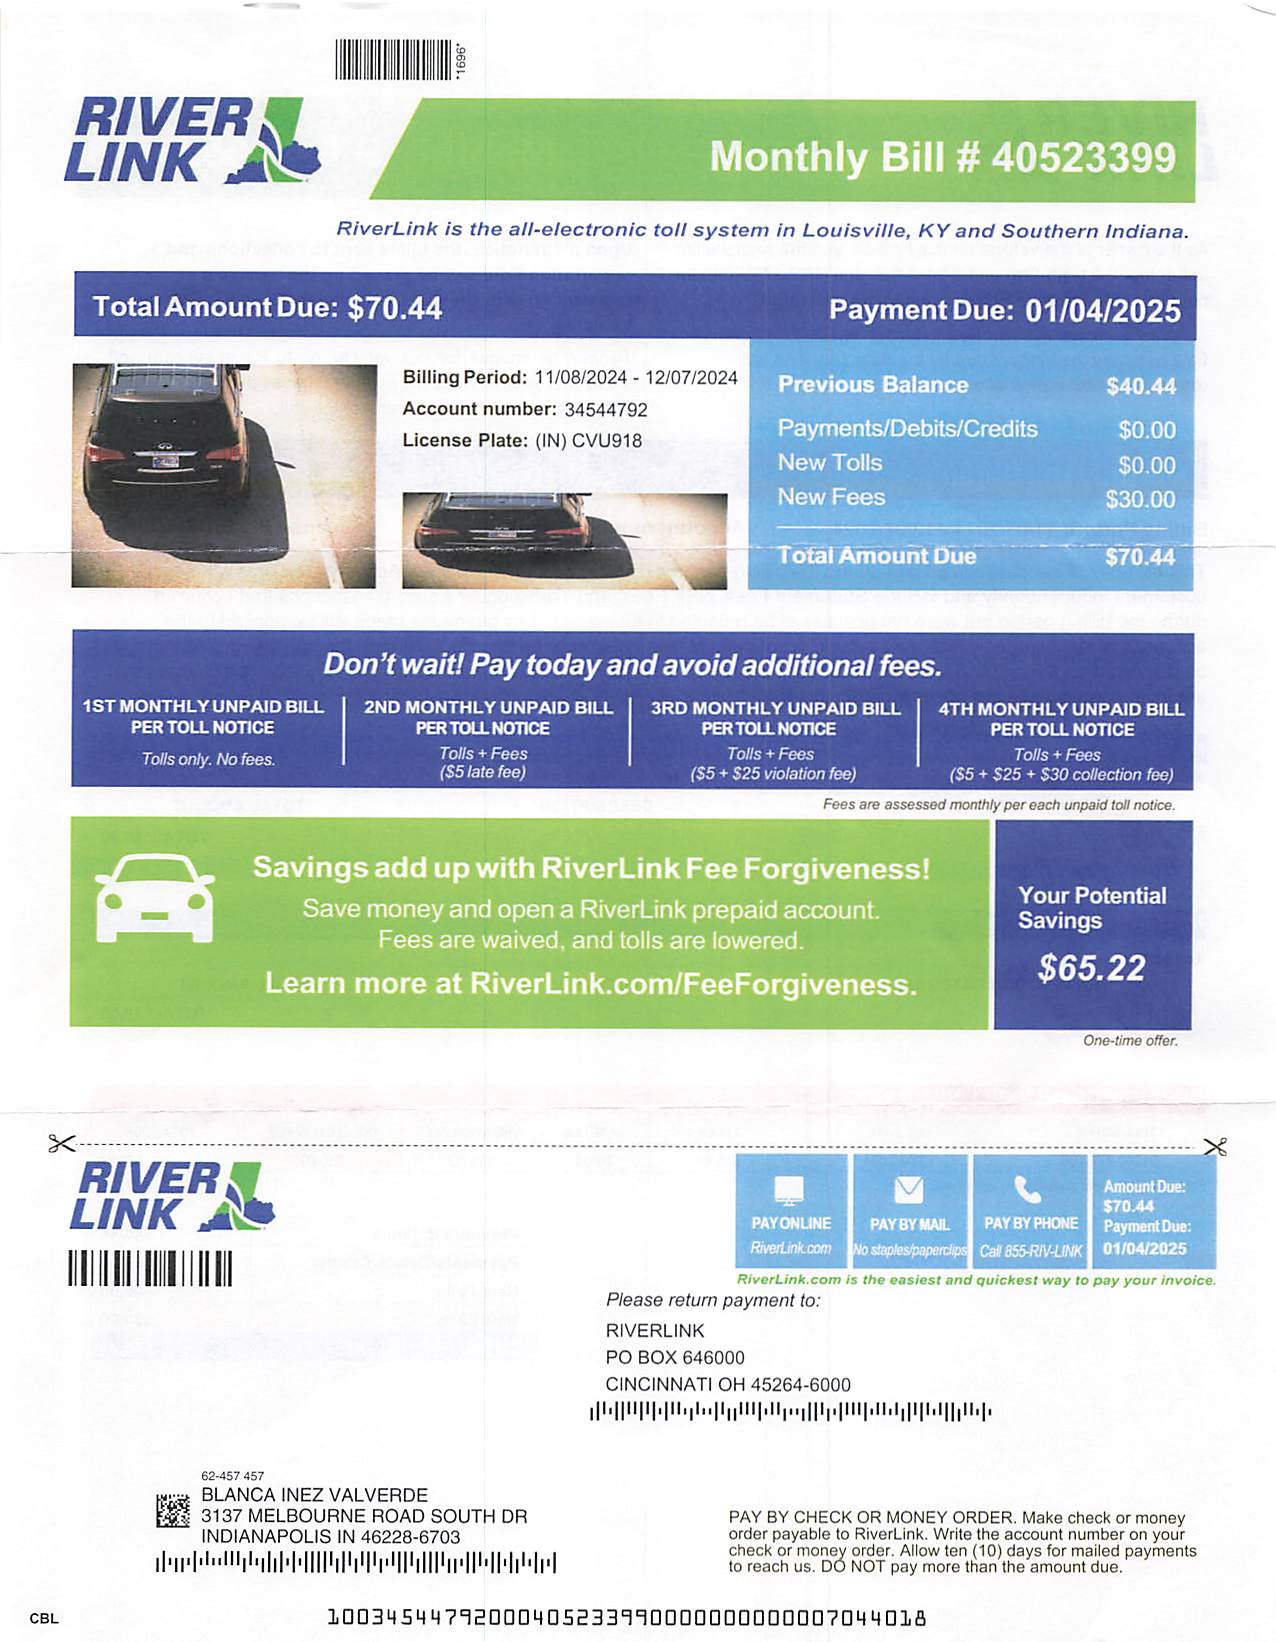 *1696*
RIVER
LINK
Monthly Bill # 40523399
RiverLink is the all-electronic toll system in Louisville, KY and Southern Indiana.
Total Amount Due: $70.44
Payment Due: 01/04/2025
Billing Period: 11/08/2024 - 12/07/2024
Account number: 34544792
License Plate: (IN) CVU918
Previous Balance $40.44
Payments/Debits/Credits $0.00
New Tolls $0.00
New Fees $30.00
Total Amount Due $70.44
Don't wait! Pay today and avoid additional fees.
1ST MONTHLY UNPAID BILL
PER TOLL NOTICE
Tolls only. No fees.
2ND MONTHLY UNPAID BILL
PER TOLL NOTICE
Tolls + Fees
($5 late fee)
3RD MONTHLY UNPAID BILL
PER TOLL NOTICE
Tolls + Fees
($5 + $25 violation fee)
4TH MONTHLY UNPAID BILL
PER TOLL NOTICE
Tolls + Fees
($5 + $25 + $30 collection fee)
Fees are assessed monthly per each unpaid toll notice.
Savings add up with RiverLink Fee Forgiveness!
Save money and open a RiverLink prepaid account.
Fees are waived, and tolls are lowered.
Learn more at RiverLink.com/FeeForgiveness.
Your Potential
Savings
$65.22
One-time offer.
RIVER
LINK
PAY ONLINE
RiverLink.com
PAY BY MAIL
No staples/paperclips
PAY BY PHONE
Call 855-RIV-LINK
Amount Due:
$70.44
Payment Due:
01/04/2025
RiverLink.com is the easiest and quickest way to pay your invoice.
Please return payment to:
RIVERLINK
PO BOX 646000
CINCINNATI OH 45264-6000
62-457 457
BLANCA INEZ VALVERDE
3137 MELBOURNE ROAD SOUTH DR
INDIANAPOLIS IN 46228-6703
PAY BY CHECK OR MONEY ORDER. Make check or money
order payable to RiverLink. Write the account number on your
check or money order. Allow ten (10) days for mailed payments
to reach us. DO NOT pay more than the amount due.
CBL
1003454479200040523399000000000000007044018